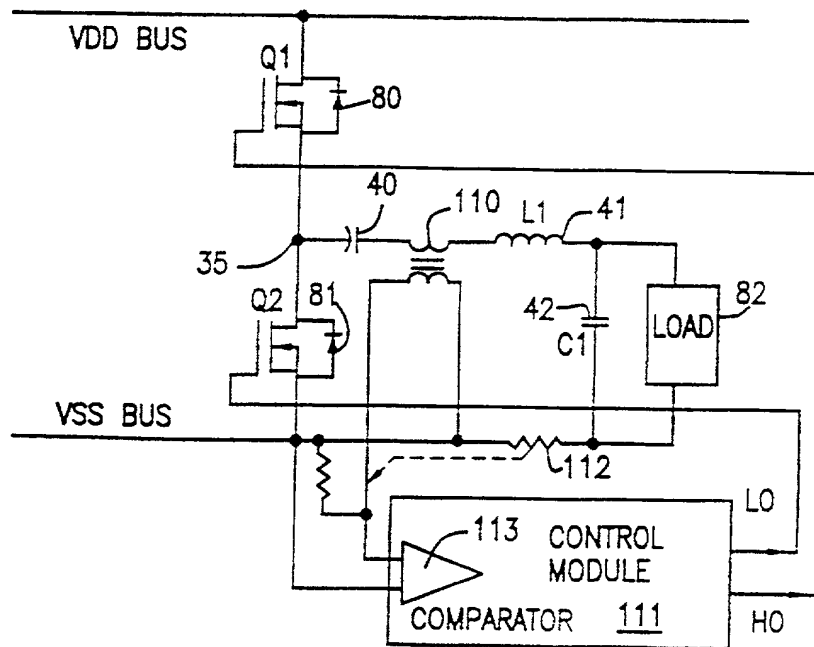 VDD BUS
Q1
80
40
110
L1
41
35
Q2
81
42
C1
LOAD
82
VSS BUS
112
LO
113
CONTROL
MODULE
COMPARATOR
111
HO